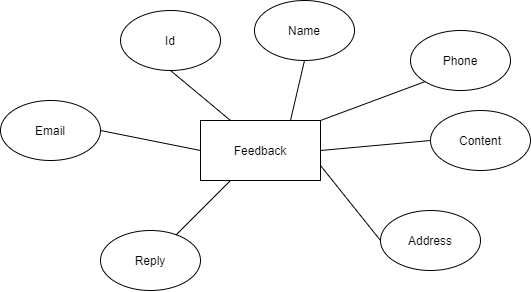 Name
Id
Phone
Email
Feedback
Content
Address
Reply